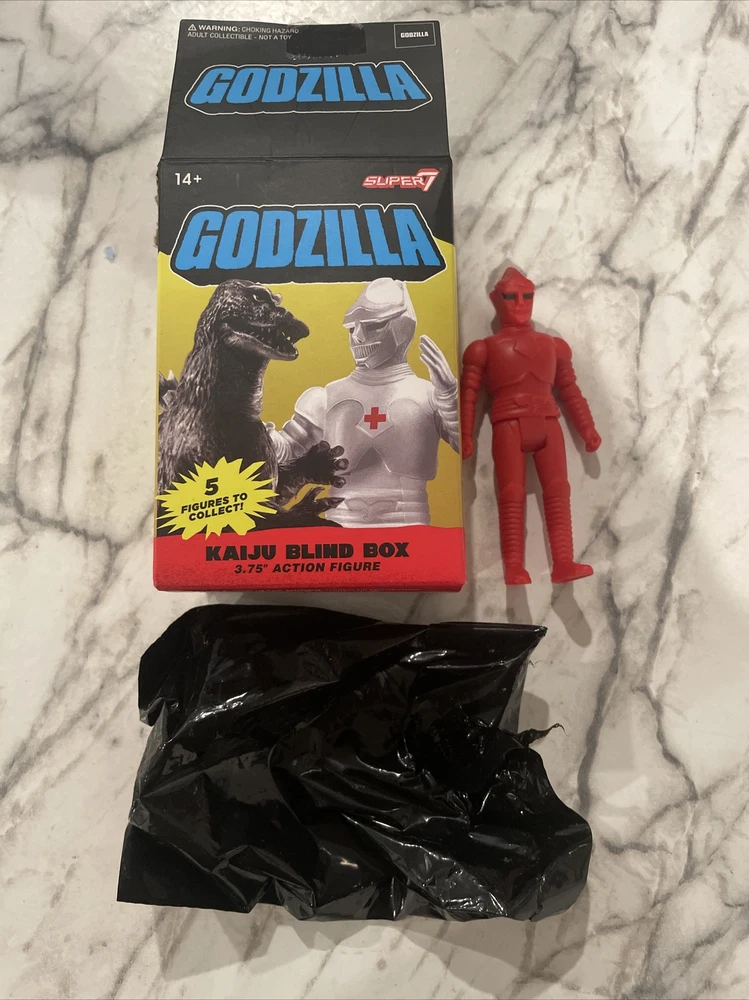 ⚠ WARNING: CHOKING HAZARD
ADULT COLLECTIBLE - NOT A TOY
GODZILLA
GODZILLA
14+
SUPER7
GODZILLA
5
FIGURES TO
COLLECT!
KAIJU BLIND BOX
3.75" ACTION FIGURE